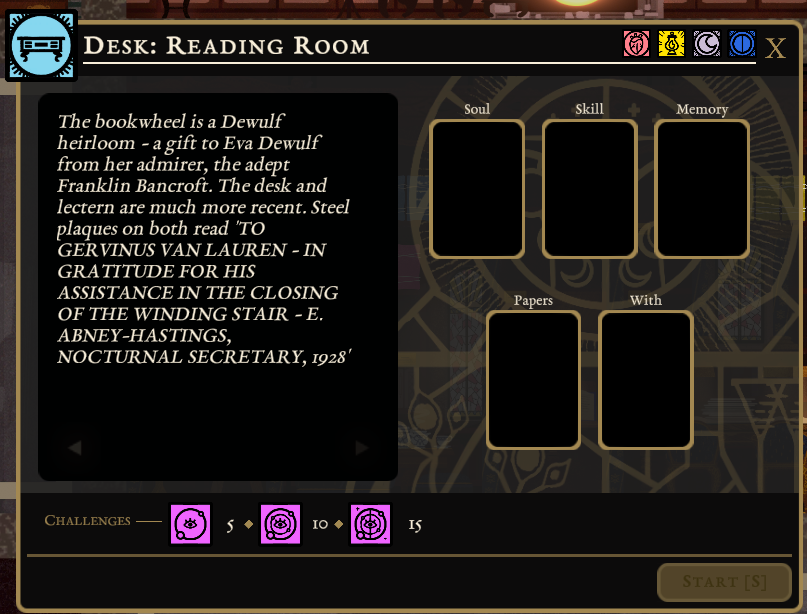 Desk: Reading Room
X
The bookwheel is a Dewulf
heirloom - a gift to Eva Dewulf
from her admirer, the adept
Franklin Bancroft. The desk and
lectern are much more recent. Steel
plaques on both read 'TO
GERVINUS VAN LAUREN - IN
GRATITUDE FOR HIS
ASSISTANCE IN THE CLOSING
OF THE WINDING STAIR - E.
ABNEY-HASTINGS,
NOCTURNAL SECRETARY, 1928'
Soul Skill Memory
Papers With
Challenges 5 10 15
Start [S]